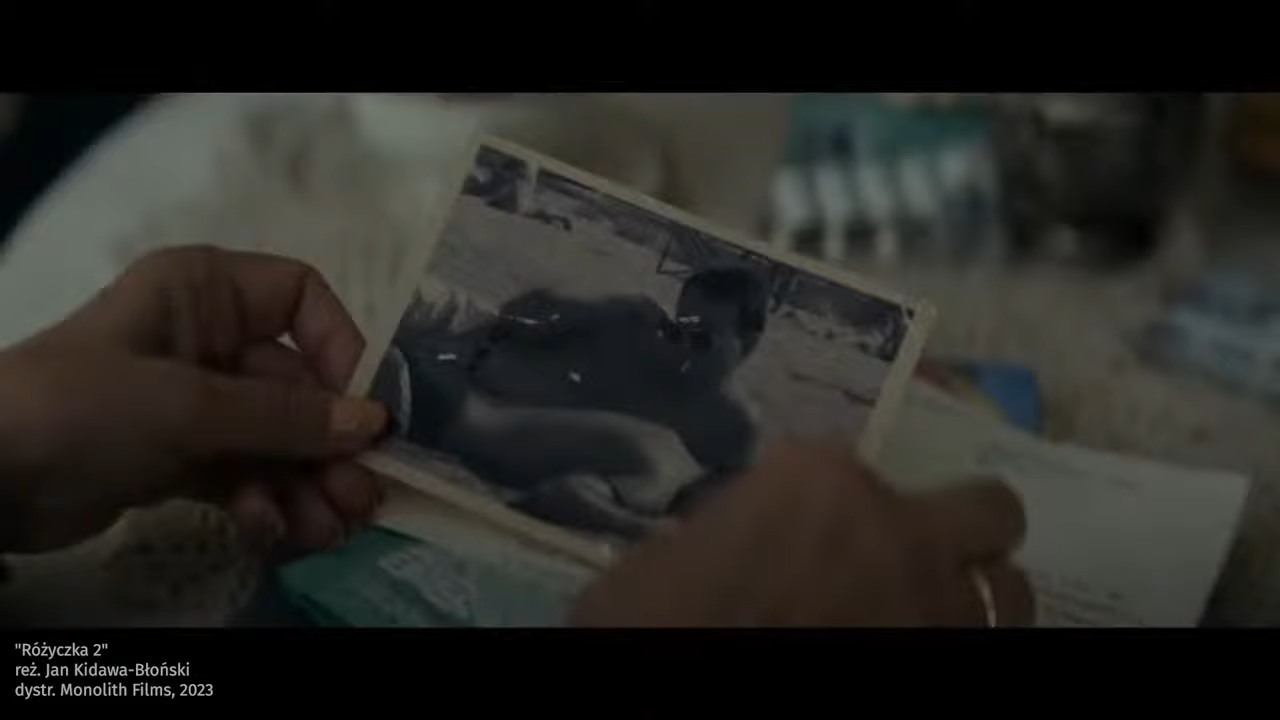 "Różyczka 2"
reż. Jan Kidawa-Błoński
dystr. Monolith Films, 2023